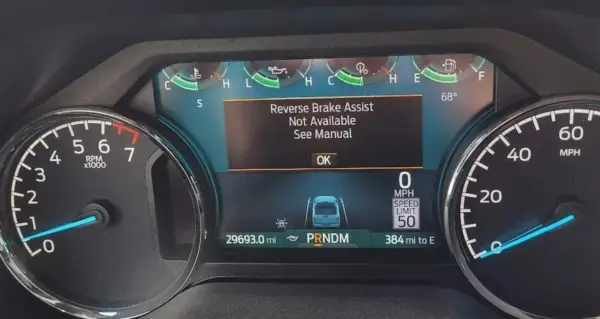 C H L H C H E F
S
68°
Reverse Brake Assist
Not Available
See Manual
OK
0
MPH
SPEED
LIMIT
50
29693.0 mi PRNDM 384 mi to E
0 1 2 3 4 5 6 7
RPM
x1000
0 20 40 60
MPH